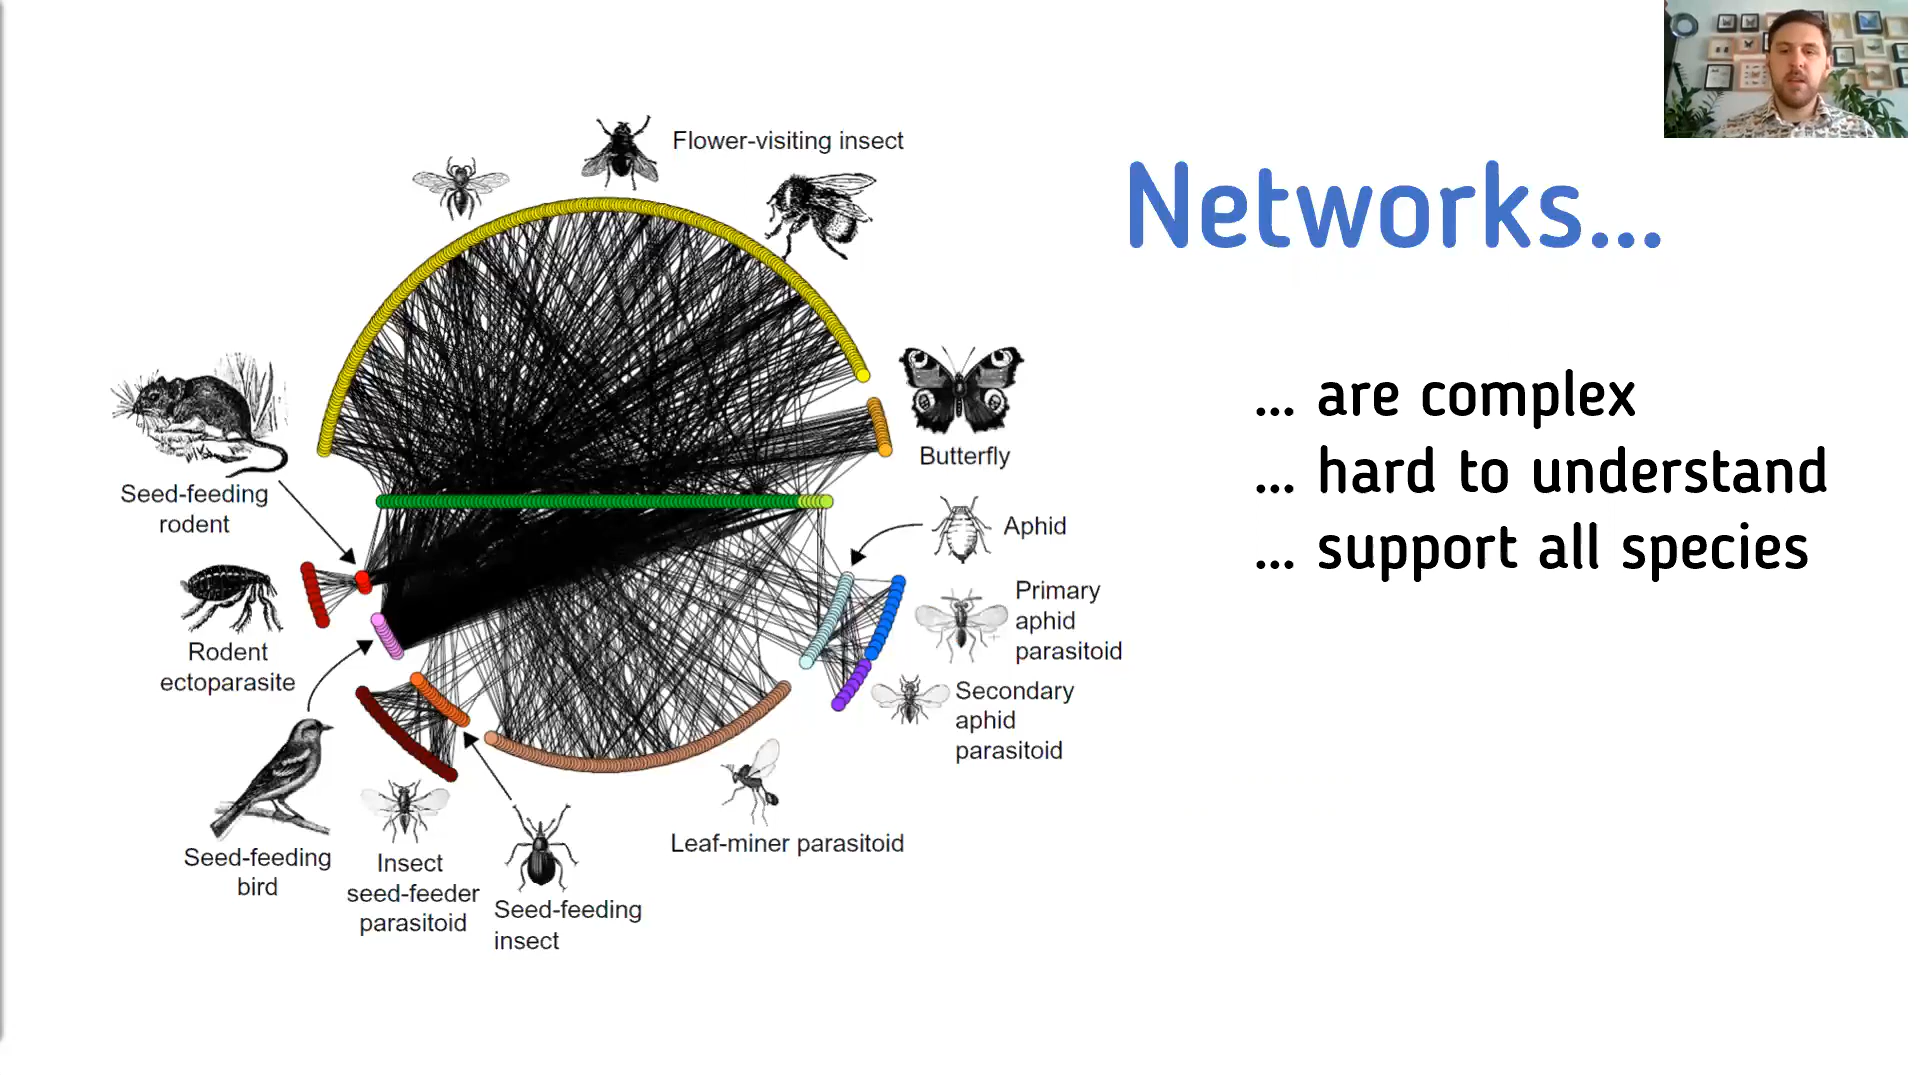 Networks...
... are complex
... hard to understand
... support all species
Flower-visiting insect
Butterfly
Aphid
Primary
aphid
parasitoid
Secondary
aphid
parasitoid
Leaf-miner parasitoid
Seed-feeding
insect
Insect
seed-feeder
parasitoid
Seed-feeding
bird
Rodent
ectoparasite
Seed-feeding
rodent